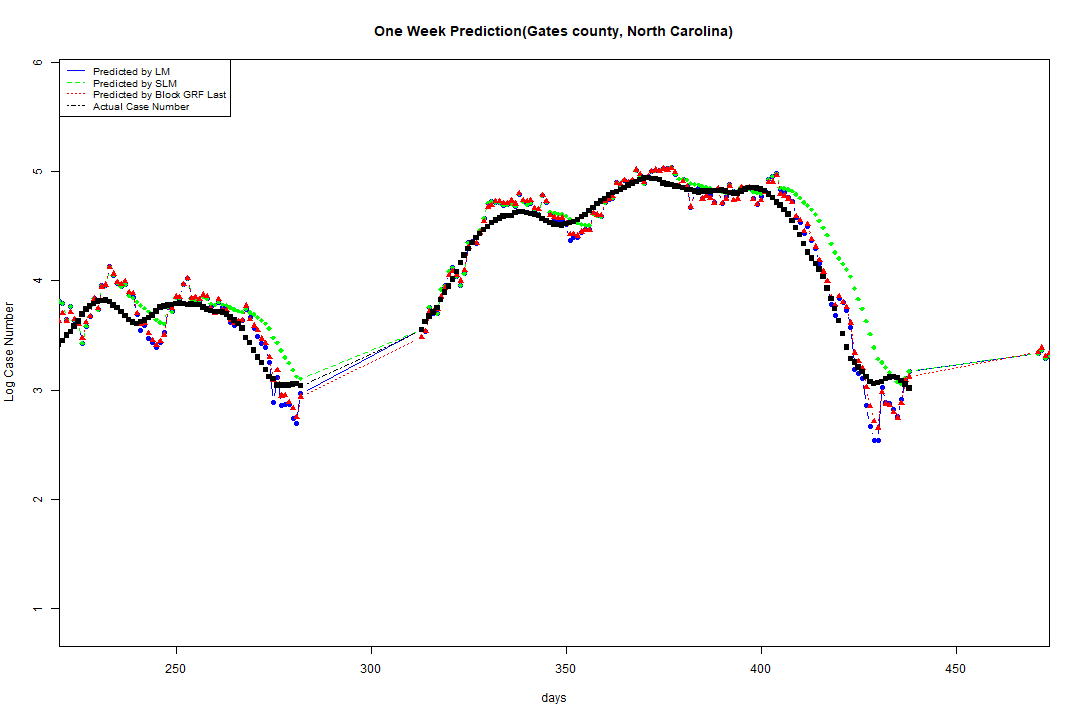 One Week Prediction(Gates county, North Carolina)
Predicted by LM
Predicted by SLM
Predicted by Block GRF Last
Actual Case Number
6
5
4
3
2
1
Log Case Number
250 300 350 400 450
days